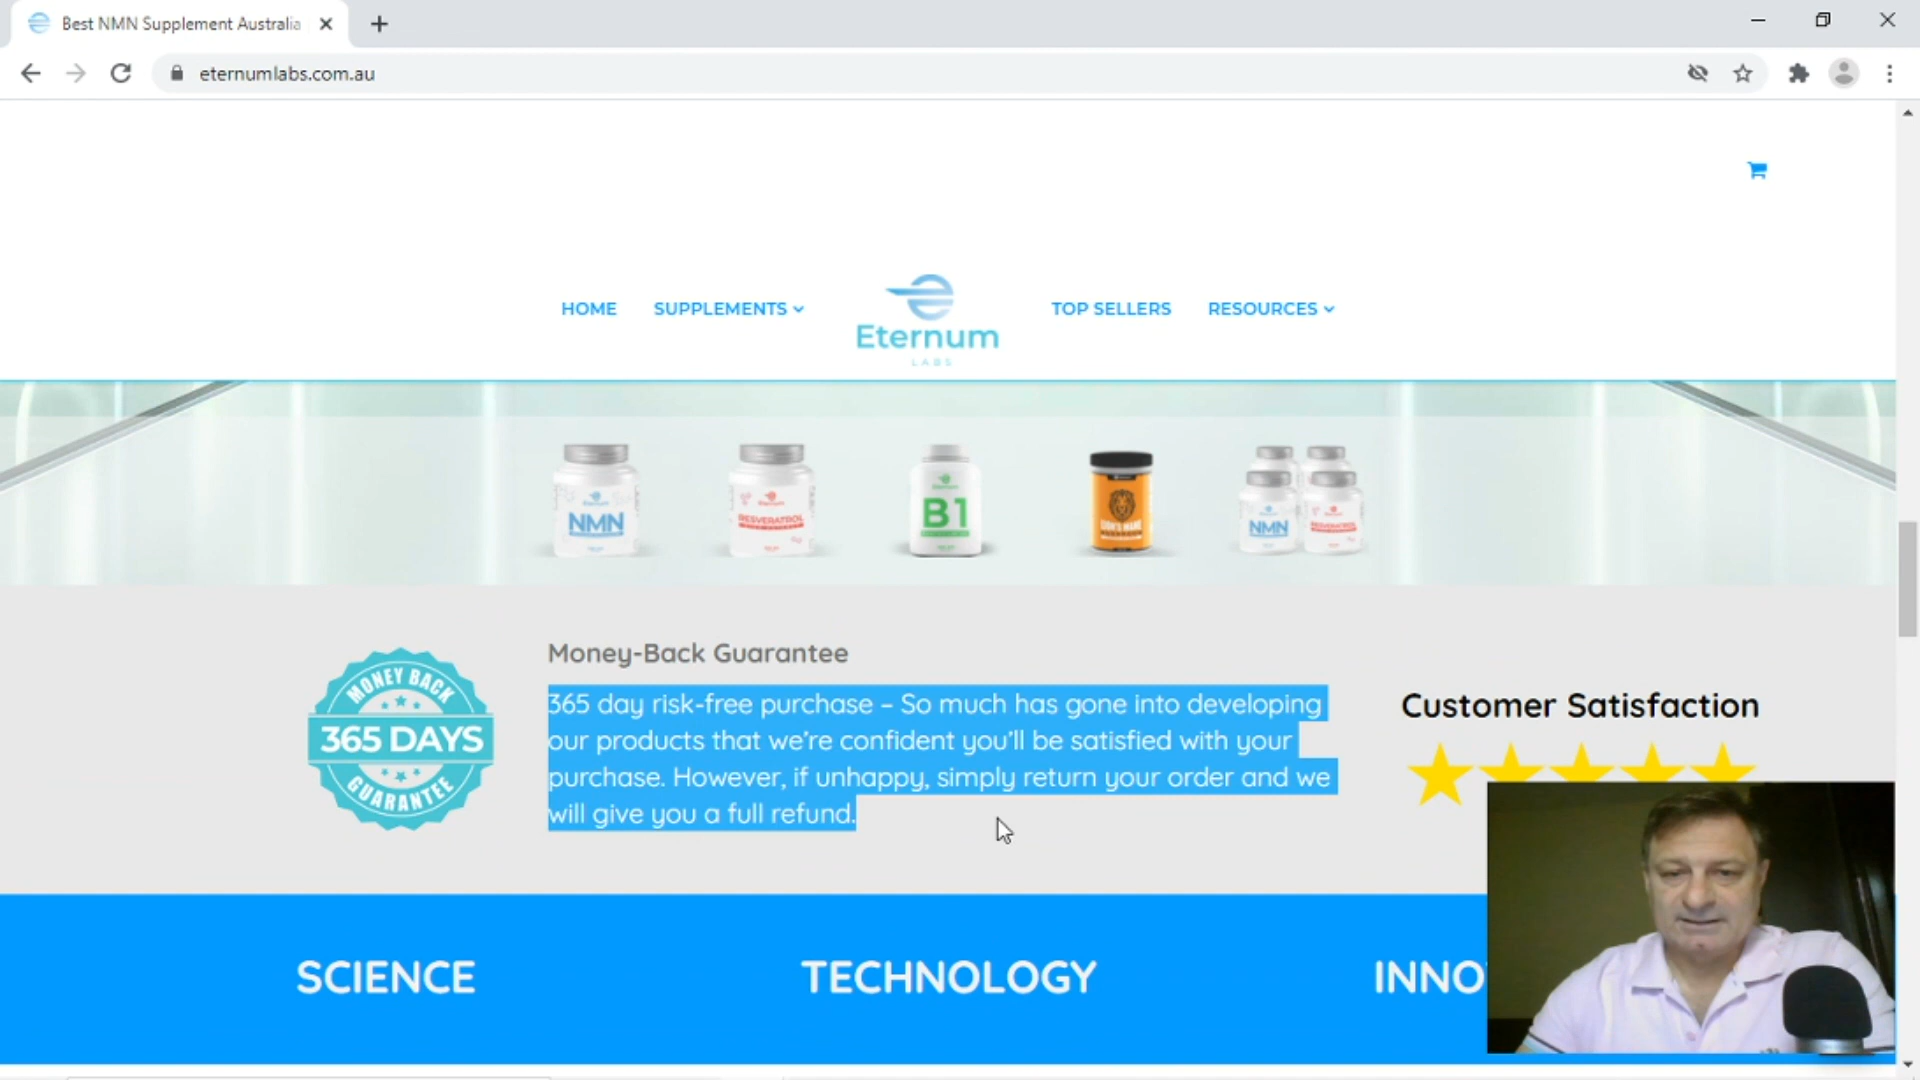 Best NMN Supplement Australia
eternumlabs.com.au
HOME SUPPLEMENTS TOP SELLERS RESOURCES
Eternum
LABS
NMN
RESVERATROL
B1
LION'S MANE
MUSHROOM
NMN
RESVERATROL
MONEY BACK
365 DAYS
GUARANTEE
Money-Back Guarantee
365 day risk-free purchase – So much has gone into developing
our products that we're confident you'll be satisfied with your
purchase. However, if unhappy, simply return your order and we
will give you a full refund.
Customer Satisfaction
SCIENCE TECHNOLOGY INNO